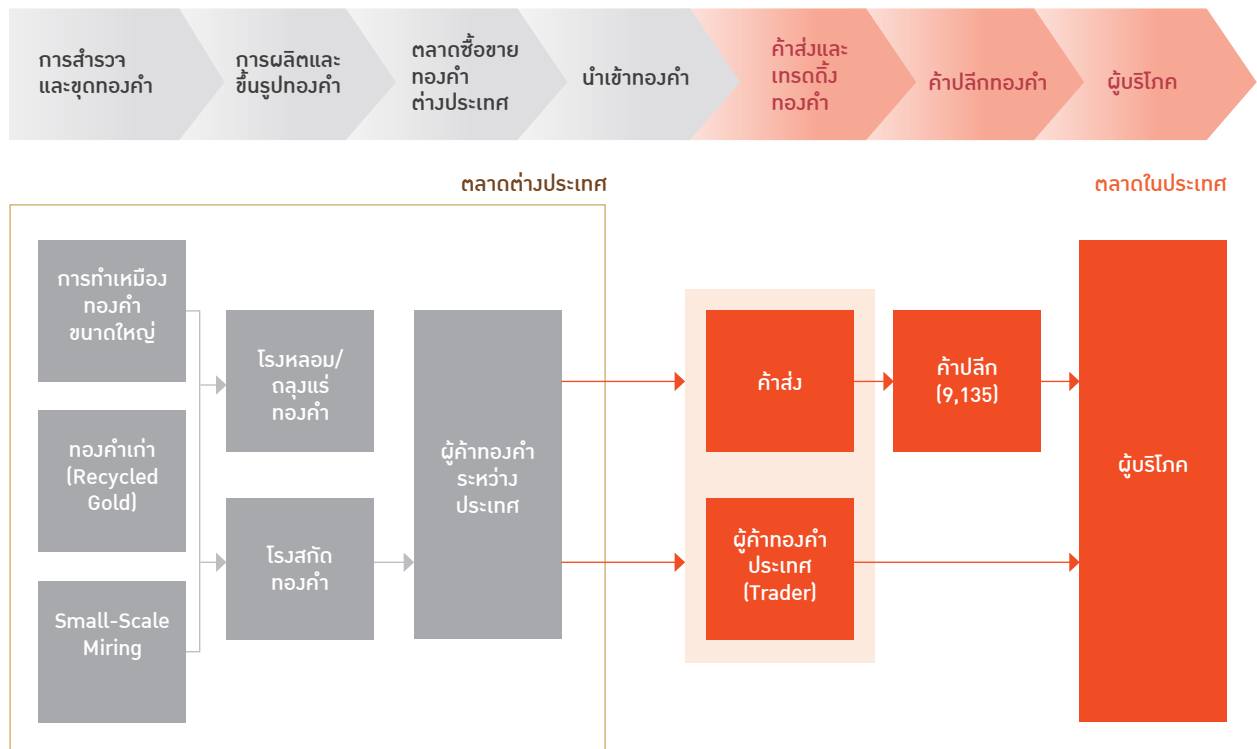 การสำรวจ
และขุดทองคำ
การผลิตและ
ขึ้นรูปทองคำ
ตลาดซื้อขาย
ทองคำ
ต่างประเทศ
นำเข้าทองคำ
ค้าส่งและ
เทรดดิ้ง
ทองคำ
ค้าปลีกทองคำ
ผู้บริโภค
ตลาดต่างประเทศ
ตลาดในประเทศ
การทำเหมือง
ทองคำ
ขนาดใหญ่
ทองคำเก่า
(Recycled
Gold)
Small-Scale
Miring
โรงหลอม/
ถลุงแร่
ทองคำ
โรงสกัด
ทองคำ
ผู้ค้าทองคำ
ระหว่าง
ประเทศ
ค้าส่ง
ผู้ค้าทองคำ
ประเทศ
(Trader)
ค้าปลีก
(9,135)
ผู้บริโภค